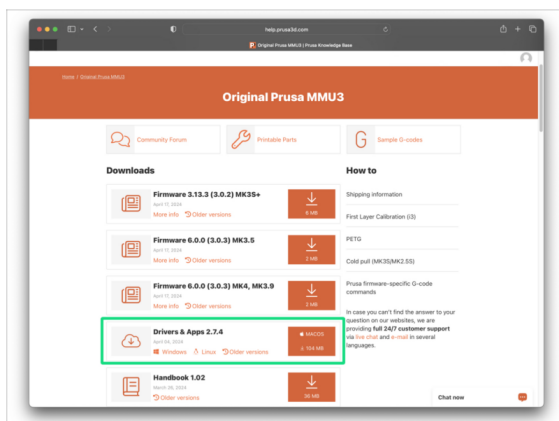 help.prusa3d.com
Original Prusa MMU3 | Prusa Knowledge Base
Home / Original Prusa MMU3
Original Prusa MMU3
Community Forum
Printable Parts
G
Sample G-codes
Downloads
Firmware 3.13.3 (3.0.2) MK3S+
April 17, 2024
More info Older versions
8 MB
Firmware 6.0.0 (3.0.3) MK3.5
April 17, 2024
More info Older versions
2 MB
Firmware 6.0.0 (3.0.3) MK4, MK3.9
April 17, 2024
More info Older versions
2 MB
Drivers & Apps 2.7.4
April 05, 2024
Windows Linux Older versions
MACOS
194 MB
Handbook 1.02
March 25, 2024
Older versions
36 MB
How to
Shipping information
First Layer Calibration (i3)
PETG
Cold pull (MK3S/MK2.5S)
Prusa firmware-specific G-code
commands
In case you can't find the answer to your
question on our websites, we are
providing full 24/7 customer support
via live chat and e-mail in several
languages.
Chat now